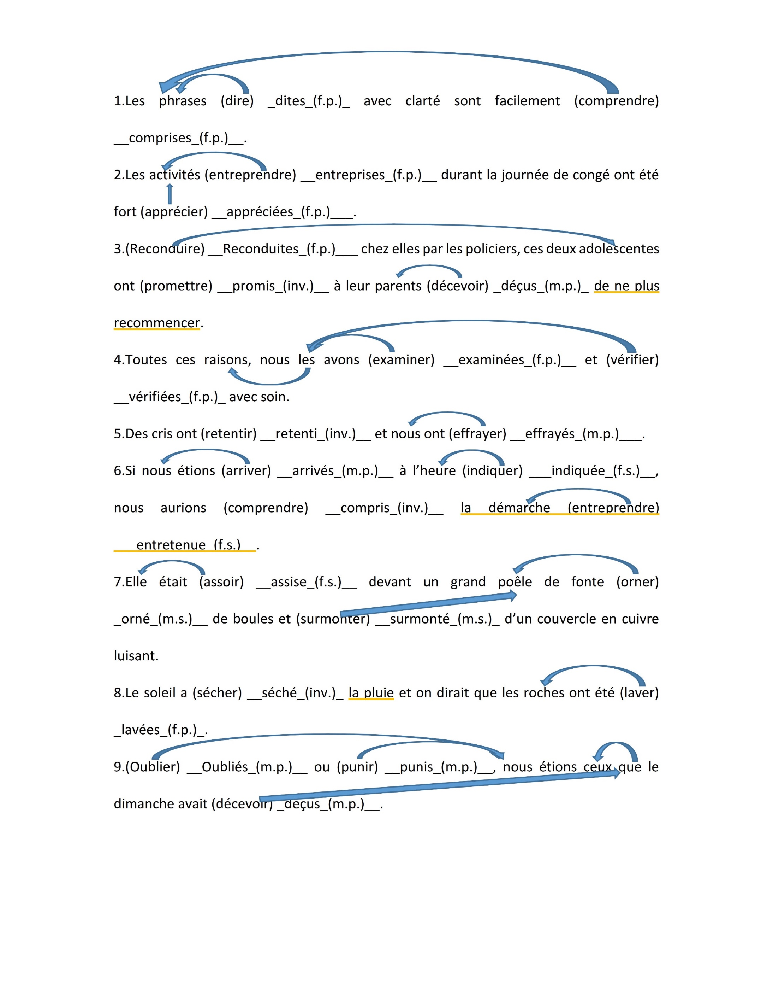 1.Les phrases (dire) _dites_(f.p.)_ avec clarté sont facilement (comprendre)
__comprises_(f.p.)__.
2.Les activités (entreprendre) __entreprises_(f.p.)__ durant la journée de congé ont été
fort (apprécier) __appréciées_(f.p.)___.
3.(Reconduire) __Reconduites_(f.p.)___ chez elles par les policiers, ces deux adolescentes
ont (promettre) __promis_(inv.)__ à leur parents (décevoir) _déçus_(m.p.)_ de ne plus
recommencer.
4.Toutes ces raisons, nous les avons (examiner) __examinées_(f.p.)__ et (vérifier)
__vérifiées_(f.p.)_ avec soin.
5.Des cris ont (retentir) __retenti_(inv.)__ et nous ont (effrayer) __effrayés_(m.p.)___.
6.Si nous étions (arriver) __arrivés_(m.p.)__ à l’heure (indiquer) ___indiquée_(f.s.)__,
nous aurions (comprendre) __compris_(inv.)__ la démarche (entreprendre)
___entretenue_(f.s.)__.
7.Elle était (assoir) __assise_(f.s.)__ devant un grand poêle de fonte (orner)
_orné_(m.s.)__ de boules et (surmonter) __surmonté_(m.s.)_ d’un couvercle en cuivre
luisant.
8.Le soleil a (sécher) __séché_(inv.)_ la pluie et on dirait que les roches ont été (laver)
_lavées_(f.p.)_.
9.(Oublier) __Oubliés_(m.p.)__ ou (punir) __punis_(m.p.)__, nous étions ceux que le
dimanche avait (décevoir) _déçus_(m.p.)__.